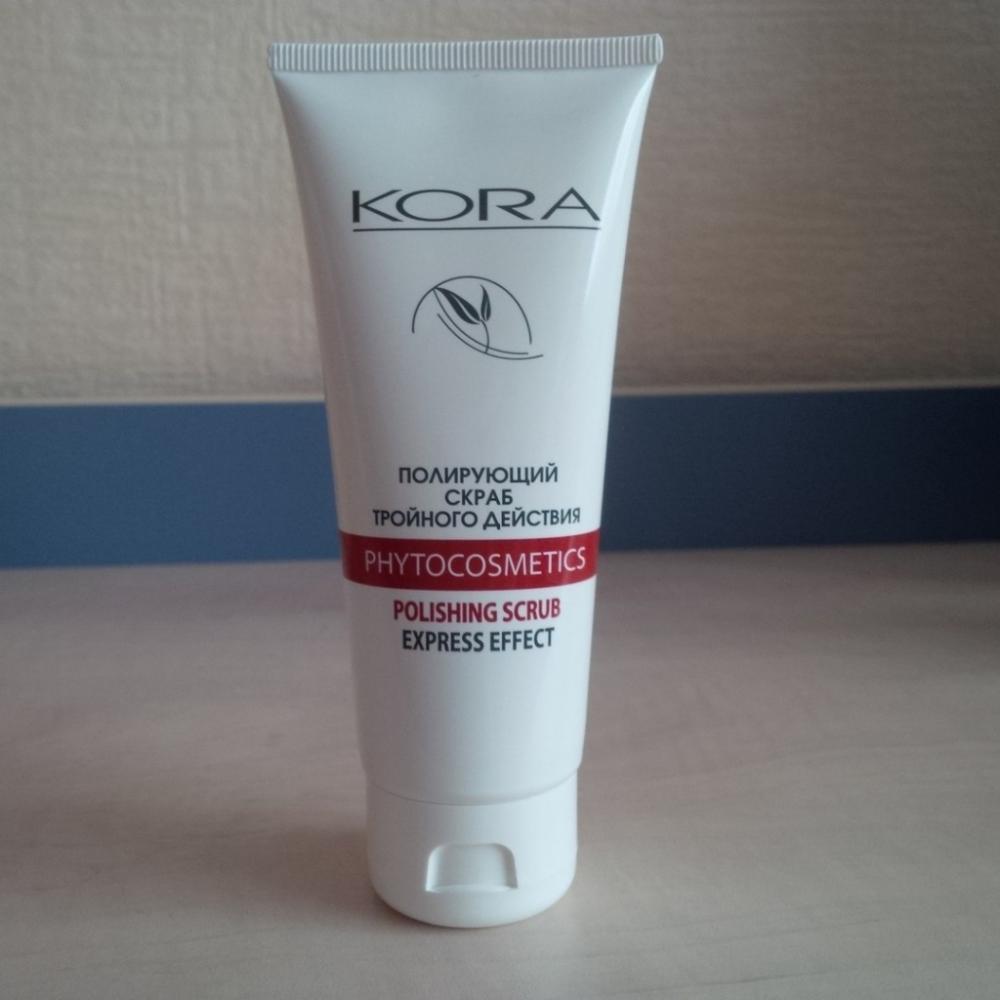 KORA
ПОЛИРУЮЩИЙ
СКРАБ
ТРОЙНОГО ДЕЙСТВИЯ
PHYTOCOSMETICS
POLISHING SCRUB
EXPRESS EFFECT